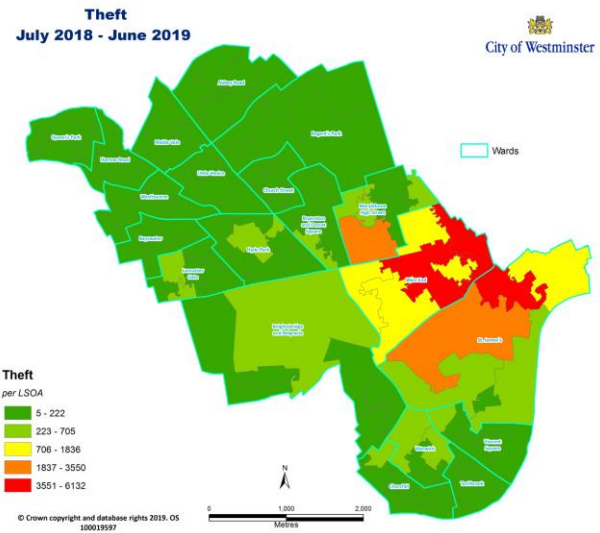 Theft
July 2018 - June 2019
City of Westminster
Wards
Abbey Road
Regent's Park
Queen's Park
Maida Vale
Harrow Road
Little Venice
Church Street
Westbourne
Marylebone
High Street
Bryanston
and Dorset
Square
Bayswater
Hyde Park
Lancaster
Gate
West End
Knightsbridge
and Belgravia
St James's
Warwick
Vincent
Square
Churchill
Tachbrook
Theft
per LSOA
5 - 222
223 - 705
706 - 1836
1837 - 3550
3551 - 6132
N
0 1,000 2,000
Metres
© Crown copyright and database rights 2019. OS
100019597